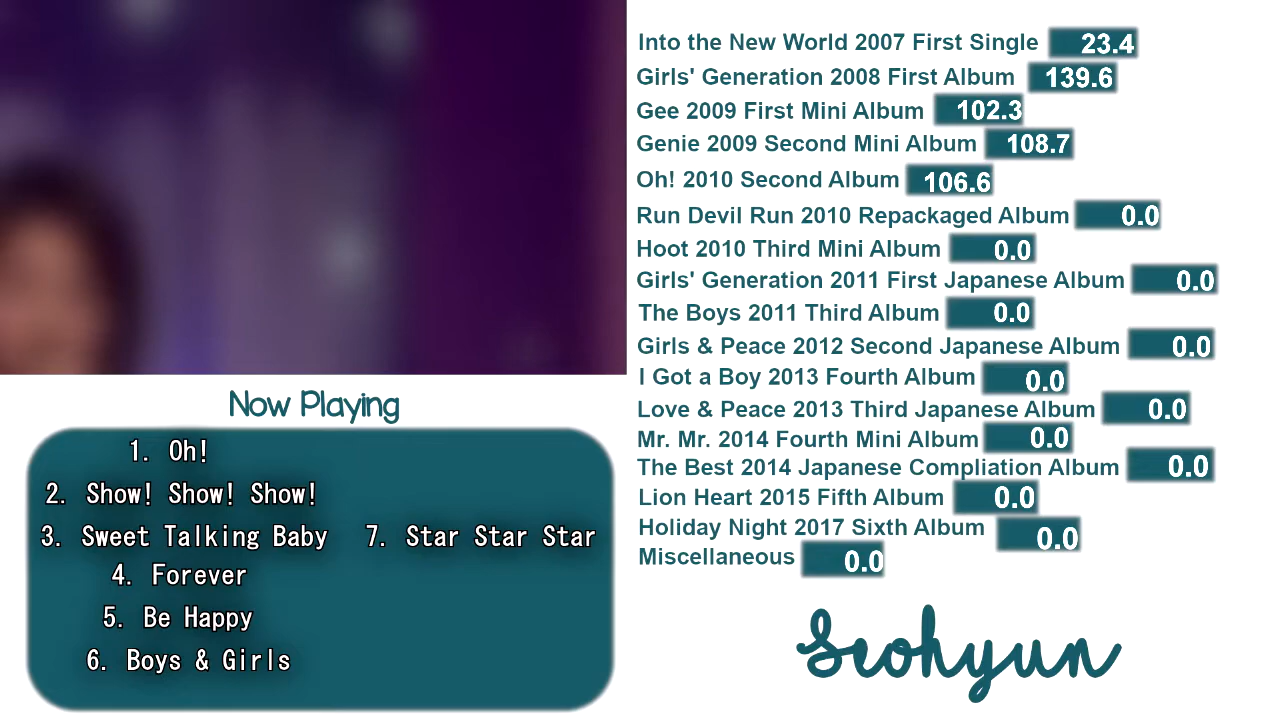 Into the New World 2007 First Single 23.4
Girls' Generation 2008 First Album 139.6
Gee 2009 First Mini Album 102.3
Genie 2009 Second Mini Album 108.7
Oh! 2010 Second Album 106.6
Run Devil Run 2010 Repackaged Album 0.0
Hoot 2010 Third Mini Album 0.0
Girls' Generation 2011 First Japanese Album 0.0
The Boys 2011 Third Album 0.0
Girls & Peace 2012 Second Japanese Album 0.0
I Got a Boy 2013 Fourth Album 0.0
Love & Peace 2013 Third Japanese Album 0.0
Mr. Mr. 2014 Fourth Mini Album 0.0
The Best 2014 Japanese Compliation Album 0.0
Lion Heart 2015 Fifth Album 0.0
Holiday Night 2017 Sixth Album 0.0
Miscellaneous 0.0
Now Playing
1. Oh!
2. Show! Show! Show!
3. Sweet Talking Baby 7. Star Star Star
4. Forever
5. Be Happy
6. Boys & Girls
Seohyun